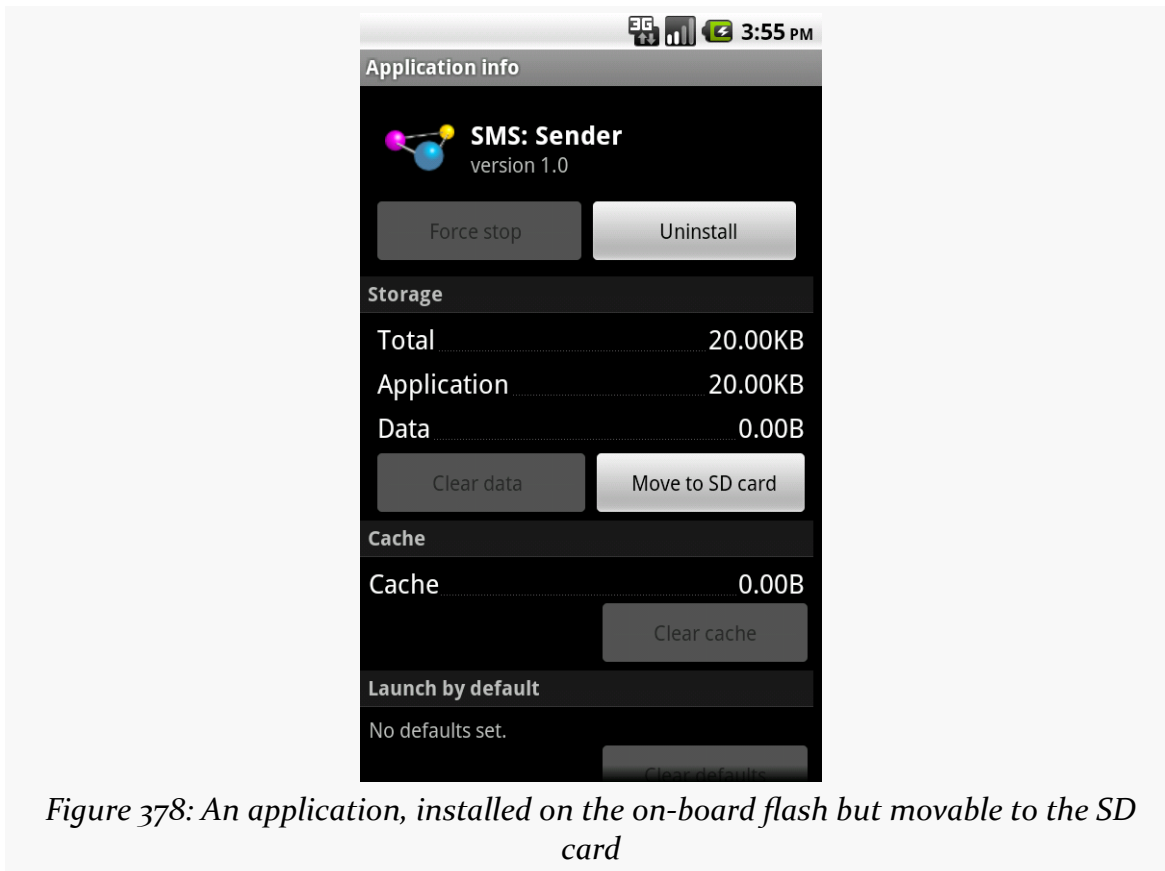 3G 3:55 PM
Application info
SMS: Sender
version 1.0
Force stop Uninstall
Storage
Total 20.00KB
Application 20.00KB
Data 0.00B
Clear data Move to SD card
Cache
Cache 0.00B
Clear cache
Launch by default
No defaults set.
Clear defaults
Figure 378: An application, installed on the on-board flash but movable to the SD
card